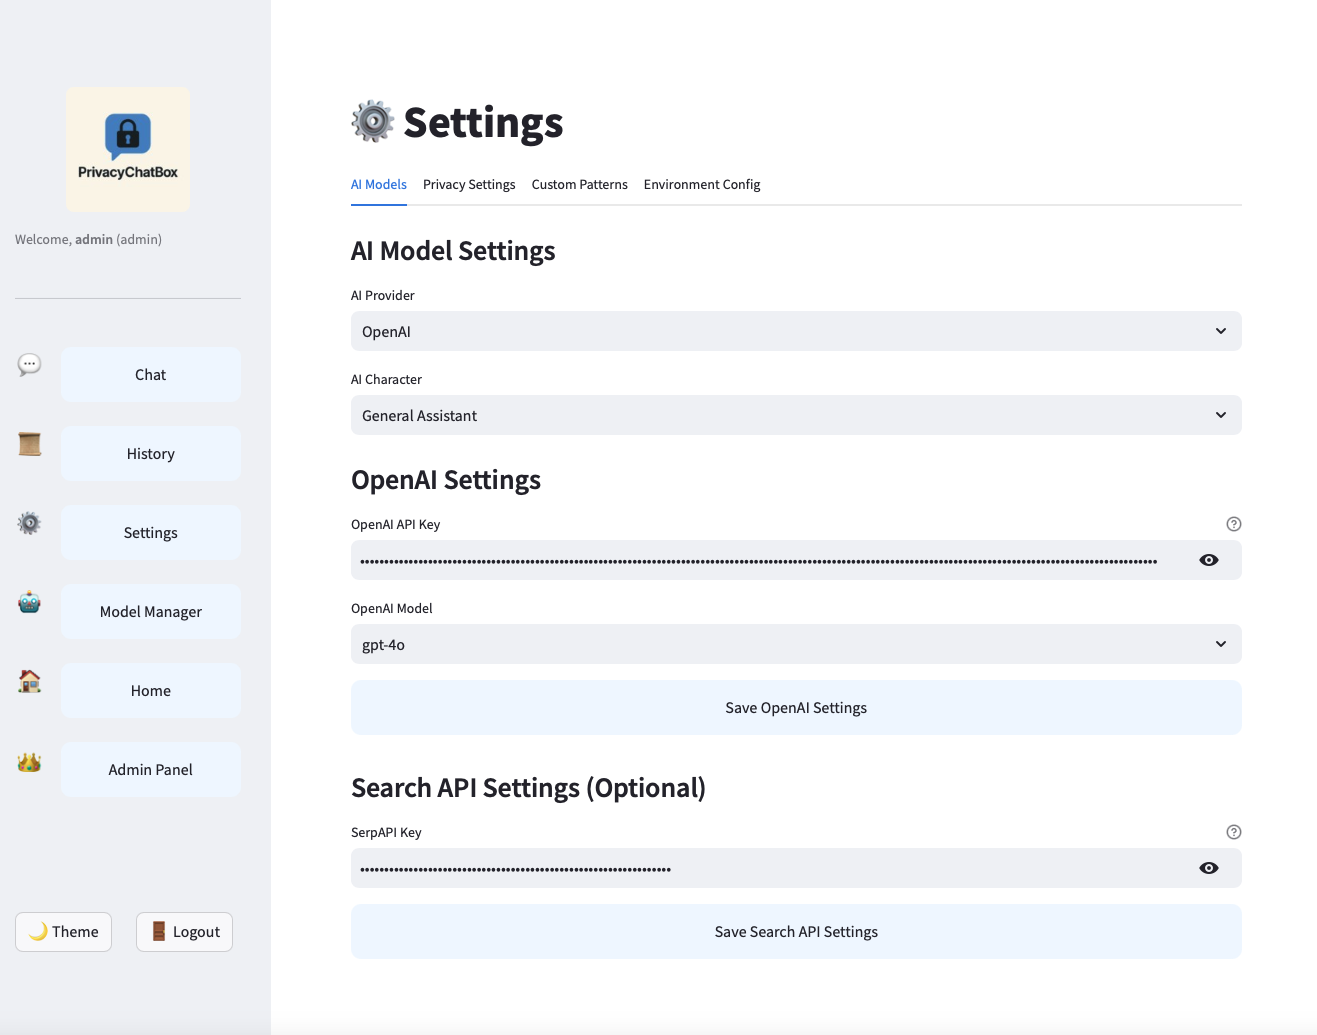 PrivacyChatBox
Welcome, admin (admin)
Chat
History
Settings
Model Manager
Home
Admin Panel
Theme
Logout
Settings
AI Models Privacy Settings Custom Patterns Environment Config
AI Model Settings
AI Provider
OpenAI
AI Character
General Assistant
OpenAI Settings
OpenAI API Key
OpenAI Model
gpt-4o
Save OpenAI Settings
Search API Settings (Optional)
SerpAPI Key
Save Search API Settings